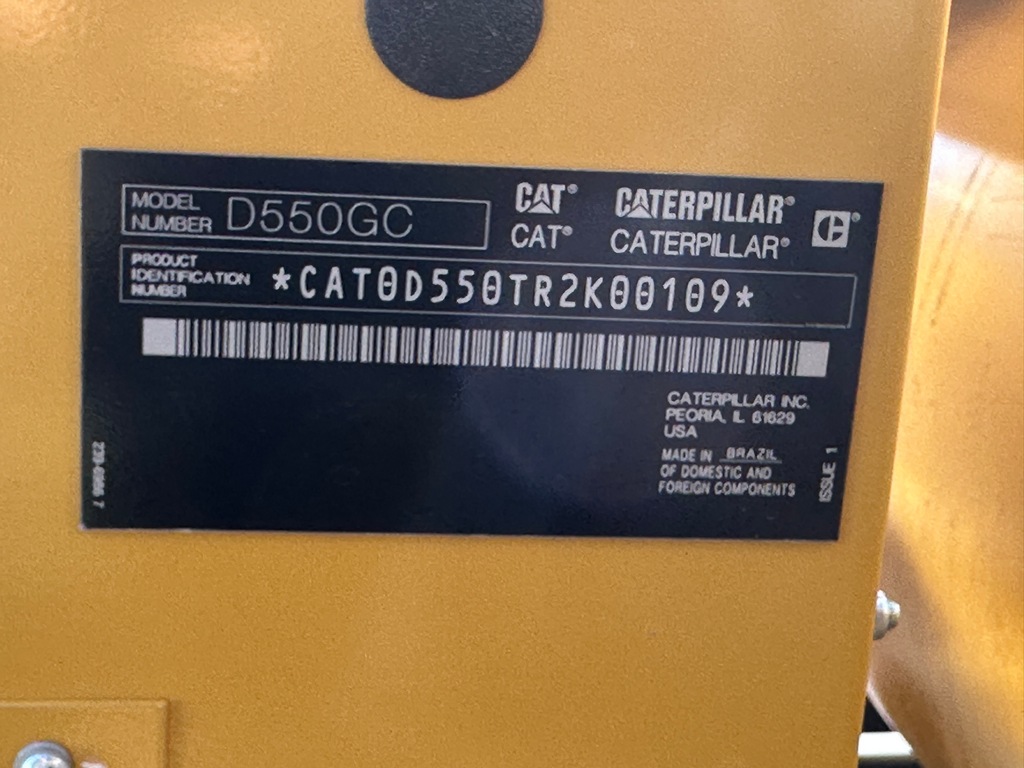 MODEL
NUMBER D550GC
CAT® CATERPILLAR® ®
CAT® CATERPILLAR®
PRODUCT
IDENTIFICATION
NUMBER
*CAT0D550TR2K00109*
CATERPILLAR INC.
PEORIA, IL 61629
USA
MADE IN BRAZIL
OF DOMESTIC AND
FOREIGN COMPONENTS
ISSUE 1